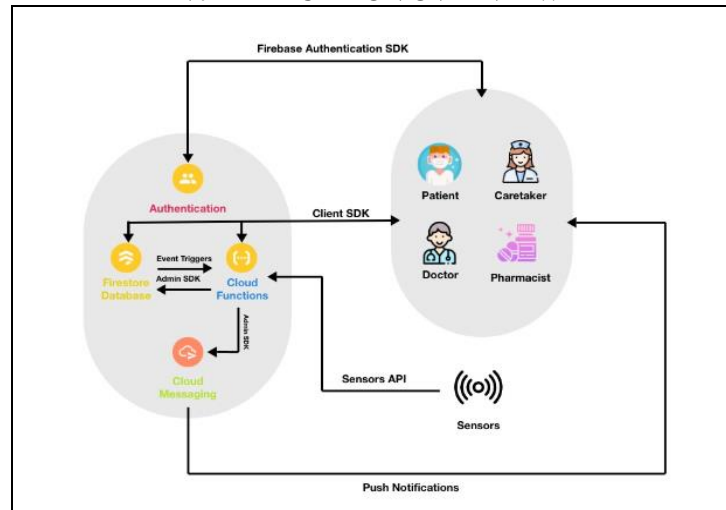 Firebase Authentication SDK
Patient
Caretaker
Authentication
Client SDK
Doctor
Pharmacist
Event Triggers
Admin SDK
Firestore
Database
Cloud
Functions
Admin SDK
Cloud
Messaging
Sensors API
Sensors
Push Notifications